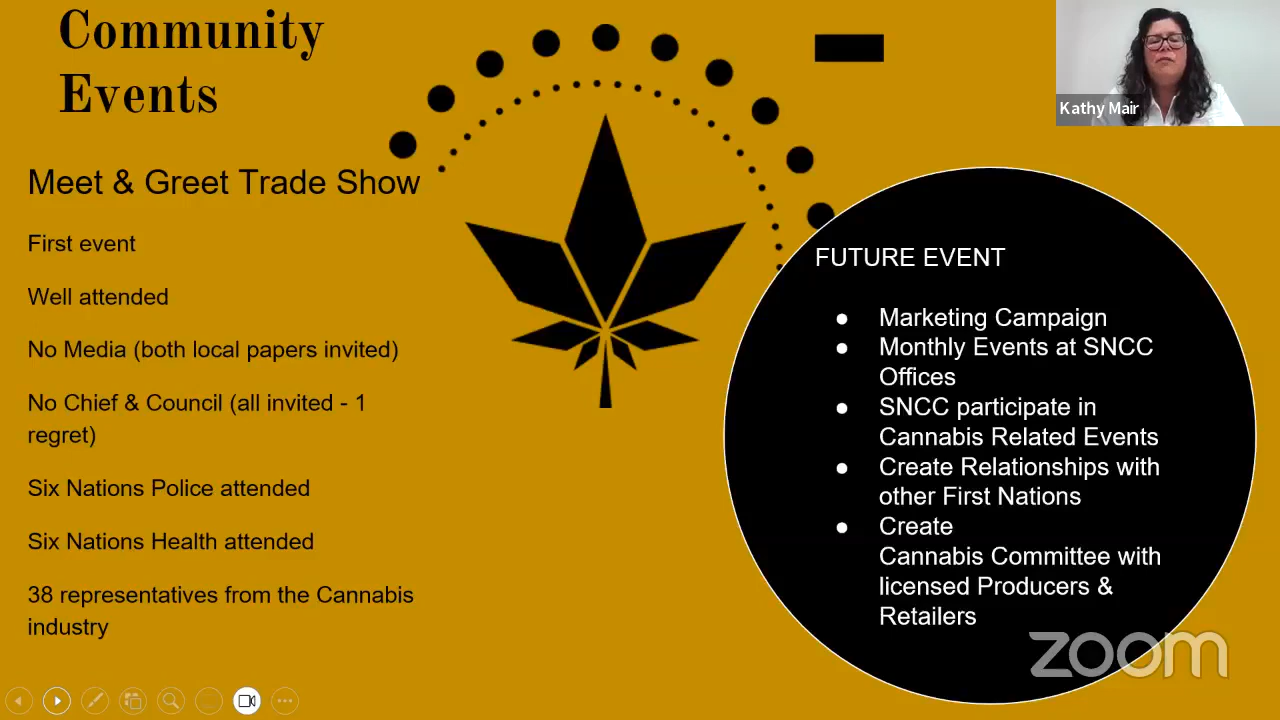 Community
Events
Kathy Mair
Meet & Greet Trade Show
First event
Well attended
No Media (both local papers invited)
No Chief & Council (all invited - 1
regret)
Six Nations Police attended
Six Nations Health attended
38 representatives from the Cannabis
industry
FUTURE EVENT
● Marketing Campaign
● Monthly Events at SNCC
Offices
● SNCC participate in
Cannabis Related Events
● Create Relationships with
other First Nations
● Create
Cannabis Committee with
licensed Producers &
Retailers
zoom